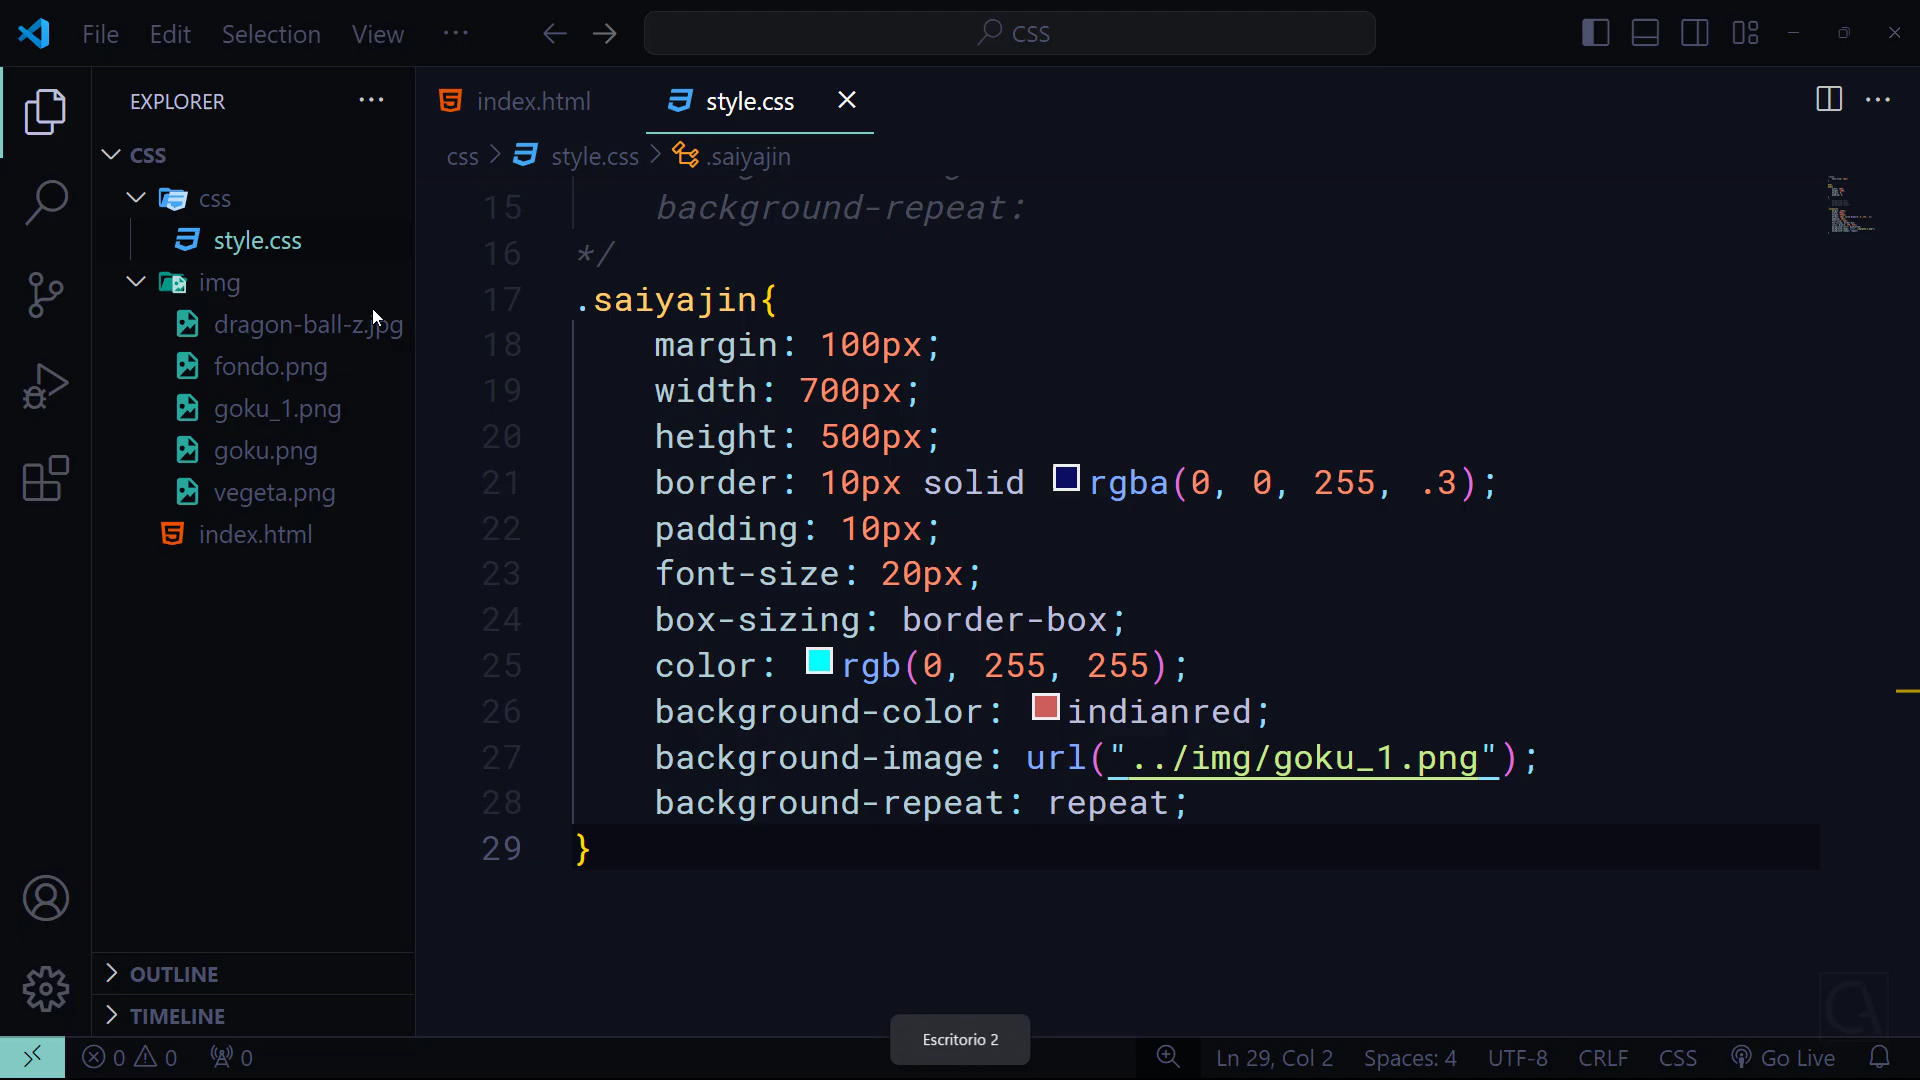 File Edit Selection View ··· CSS
EXPLORER ···
CSS
css
style.css
img
dragon-ball-z.jpg
fondo.png
goku_1.png
goku.png
vegeta.png
index.html
OUTLINE
TIMELINE
index.html style.css
css > style.css > .saiyajin
15 background-repeat:
16 */
17 .saiyajin{
18 margin: 100px;
19 width: 700px;
20 height: 500px;
21 border: 10px solid rgba(0, 0, 255, .3);
22 padding: 10px;
23 font-size: 20px;
24 box-sizing: border-box;
25 color: rgb(0, 255, 255);
26 background-color: indianred;
27 background-image: url("../img/goku_1.png");
28 background-repeat: repeat;
29 }
Escritorio 2
0 0 0 Ln 29, Col 2 Spaces: 4 UTF-8 CRLF CSS Go Live